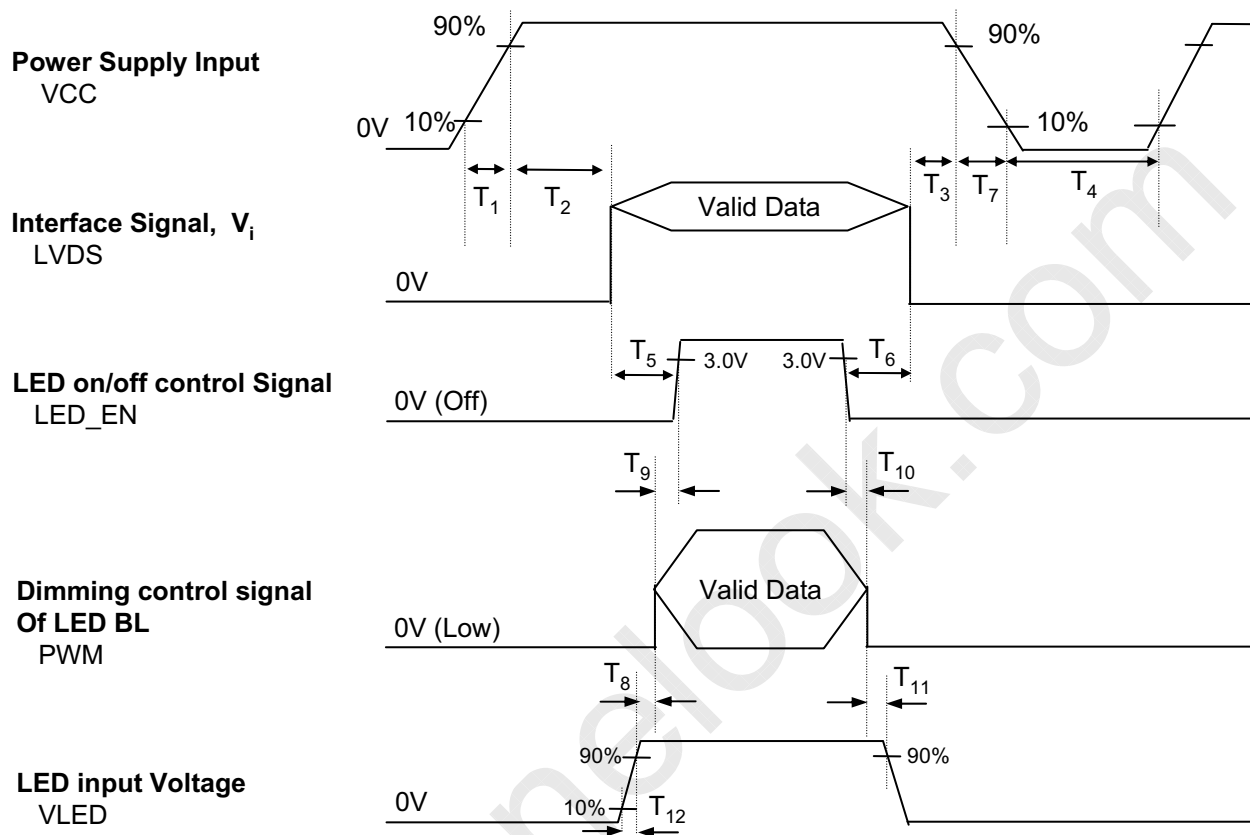 90%
90%
Power Supply Input
VCC
0V
10%
10%
T1
T2
T3
T7
T4
Interface Signal, Vi
LVDS
Valid Data
0V
T5
3.0V
3.0V
T6
LED on/off control Signal
LED_EN
0V (Off)
T9
T10
Dimming control signal
Of LED BL
PWM
Valid Data
0V (Low)
T8
T11
LED input Voltage
VLED
90%
90%
0V
10%
T12
nelook.com